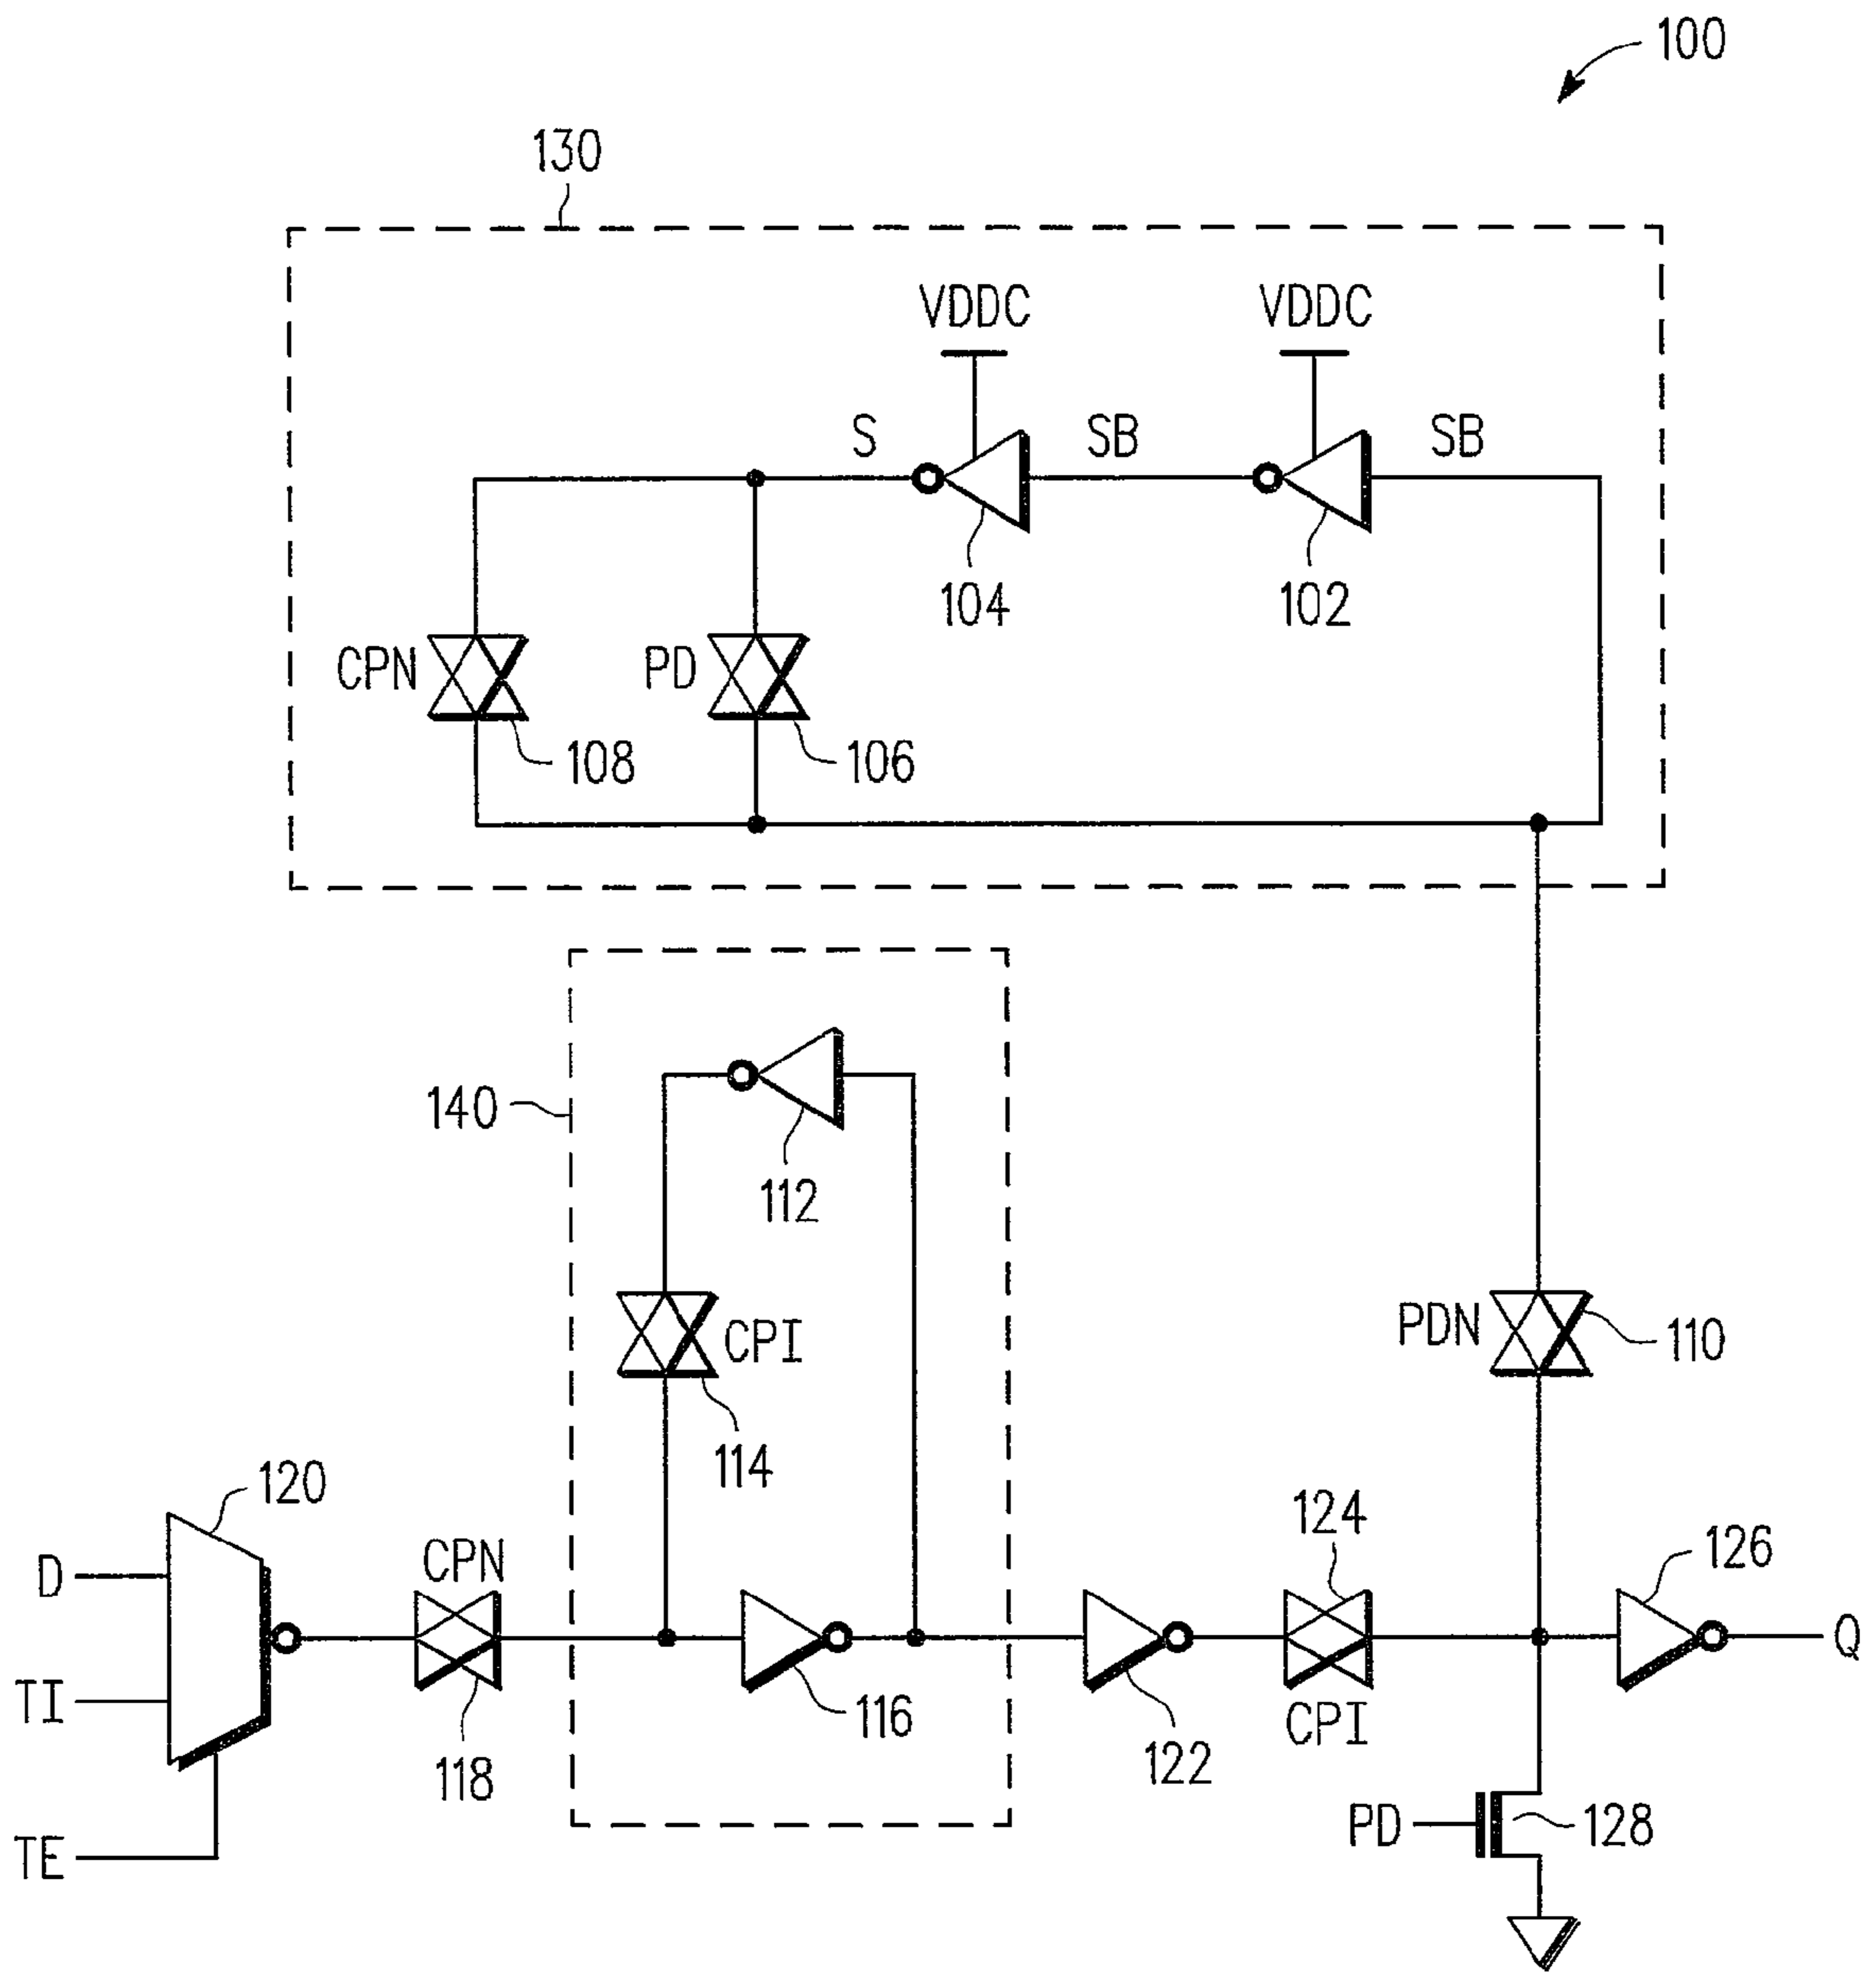 100
130
VDDC VDDC
S SB SB
104 102
CPN PD
108 106
140
112
CPI PDN 110
114
120 124
D CPN 126
Q
TI 116 CPI
118 122
PD 128
TE